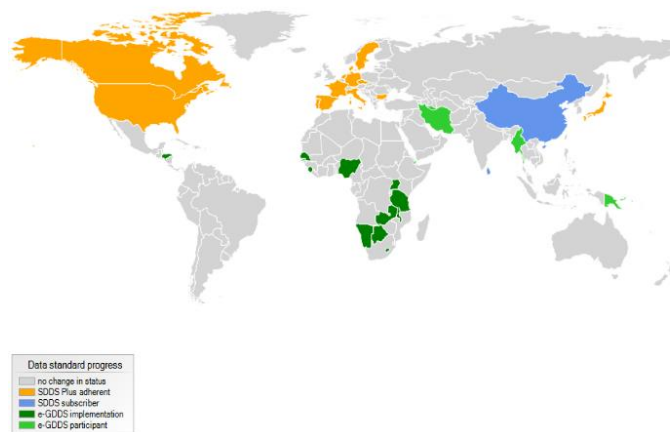 Data standard progress
no change in status
SDDS Plus adherent
SDDS subscriber
e-GDDS implementation
e-GDDS participant